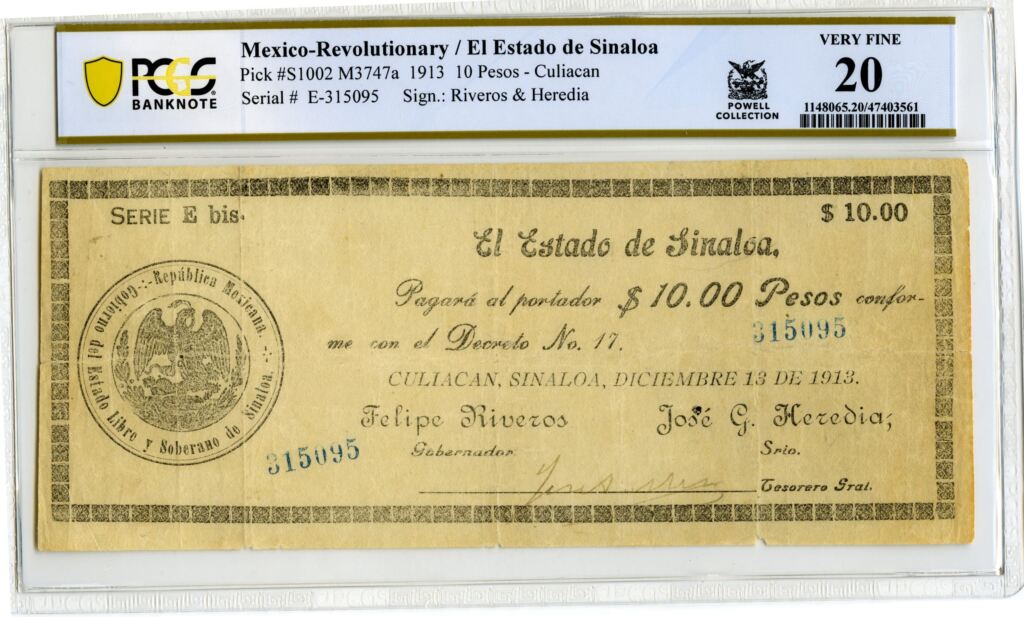 PCGS
BANKNOTE
Mexico-Revolutionary / El Estado de Sinaloa
Pick #S1002 M3747a 1913 10 Pesos - Culiacan
Serial # E-315095 Sign.: Riveros & Heredia
POWELL
COLLECTION
VERY FINE
20
1148065.20/47403561
SERIE E bis.
$ 10.00
El Estado de Sinaloa.
Pagará al portador $ 10.00 Pesos confor-
me con el Decreto No. 17.
315095
CULIACAN, SINALOA, DICIEMBRE 13 DE 1913.
Felipe Riveros José G. Heredia;
Gobernador Srio.
315095
Tesorero Gral.
Gobierno del Estado Libre y Soberano de Sinaloa. -:- República Mexicana. -:-